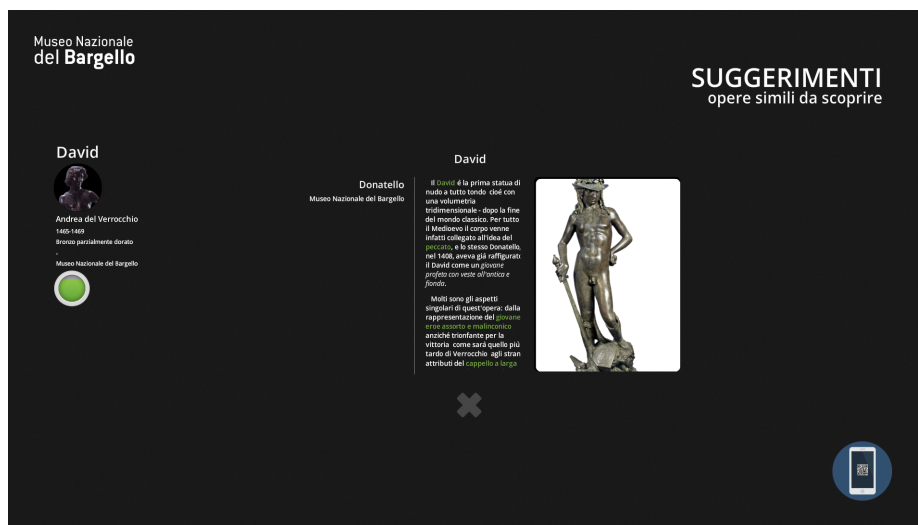 Museo Nazionale
del Bargello
SUGGERIMENTI
opere simili da scoprire
David
Andrea del Verrocchio
1465-1469
Bronzo parzialmente dorato
-
Museo Nazionale del Bargello
David
Donatello
Museo Nazionale del Bargello
Il David é la prima statua di
nudo a tutto tondo cioé con
una volumetria
tridimensionale - dopo la fine
del mondo classico. Per tutto
il Medioevo il corpo venne
infatti collegato all'idea del
peccato, e lo stesso Donatello,
nel 1408, aveva giá raffigurato
il David come un giovane
profeta con veste all'antica e
fionda.
Molti sono gli aspetti
singolari di quest'opera: dalla
rappresentazione del giovane
eroe assorto e malinconico
anziché trionfante per la
vittoria come sará quello piú
tardo di Verrocchio agli stran
attributi del cappello a larga